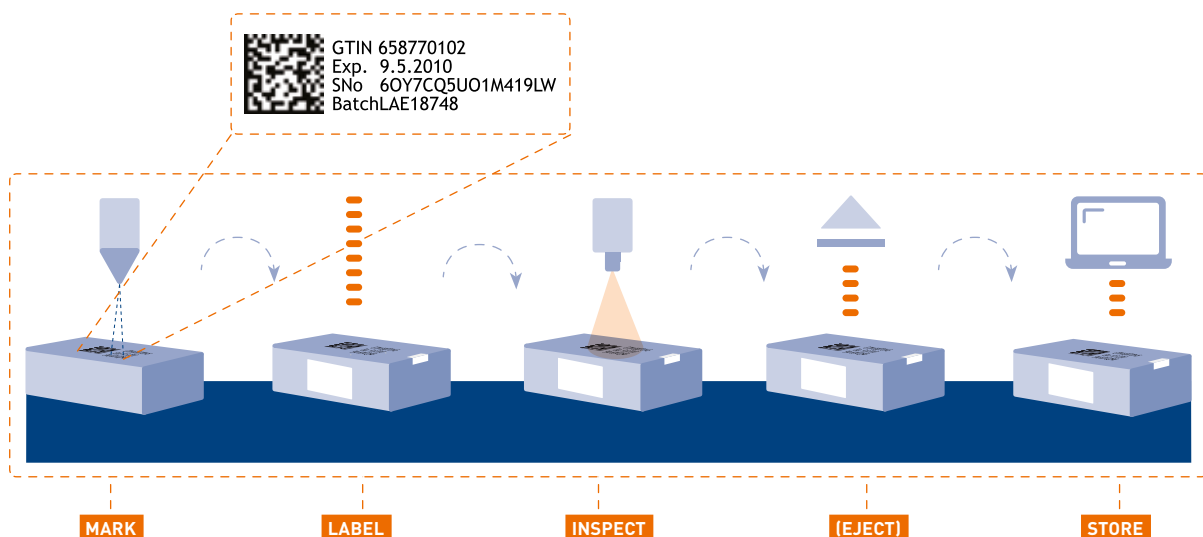 GTIN 658770102
Exp. 9.5.2010
SNo 6OY7CQ5UO1M419LW
BatchLAE18748
MARK
LABEL
INSPECT
(EJECT)
STORE